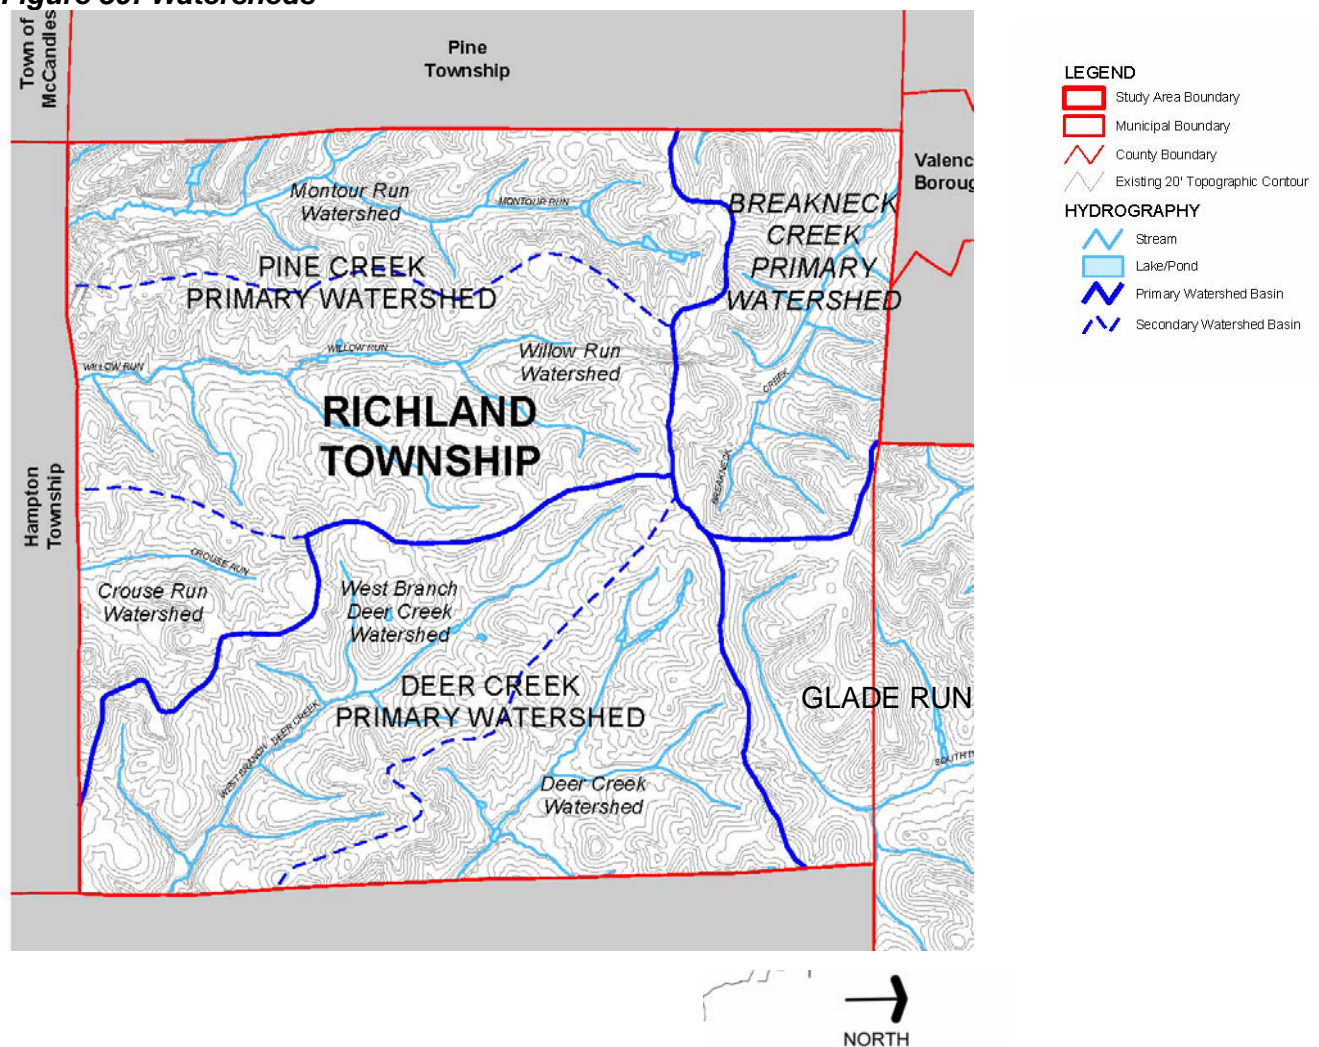 Town of
McCandles
Pine
Township
Valenc
Boroug
Montour Run
Watershed
MONTOUR RUN
BREAKNECK
CREEK
PRIMARY
WATERSHED
PINE CREEK
PRIMARY WATERSHED
WILLOW RUN
WILLOW RUN
Willow Run
Watershed
CREEK
BREAKNECK
RICHLAND
TOWNSHIP
Hampton
Township
CROUSE RUN
Crouse Run
Watershed
West Branch
Deer Creek
Watershed
DEER CREEK
PRIMARY WATERSHED
WEST BRANCH DEER CREEK
GLADE RUN
Deer Creek
Watershed
LEGEND
Study Area Boundary
Municipal Boundary
County Boundary
Existing 20' Topographic Contour
HYDROGRAPHY
Stream
Lake/Pond
Primary Watershed Basin
Secondary Watershed Basin
NORTH